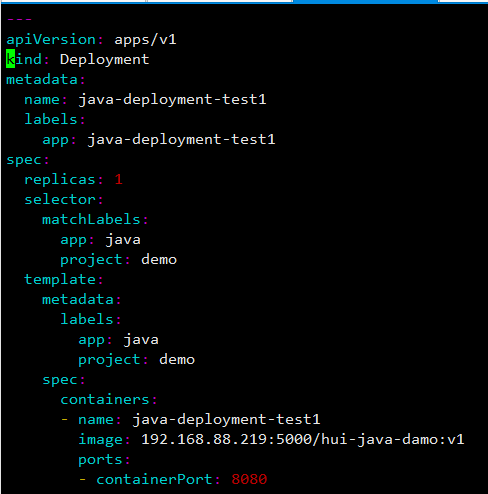 ---
apiVersion: apps/v1
kind: Deployment
metadata:
  name: java-deployment-test1
  labels:
    app: java-deployment-test1
spec:
  replicas: 1
  selector:
    matchLabels:
      app: java
      project: demo
  template:
    metadata:
      labels:
        app: java
        project: demo
    spec:
      containers:
      - name: java-deployment-test1
        image: 192.168.88.219:5000/hui-java-damo:v1
        ports:
        - containerPort: 8080